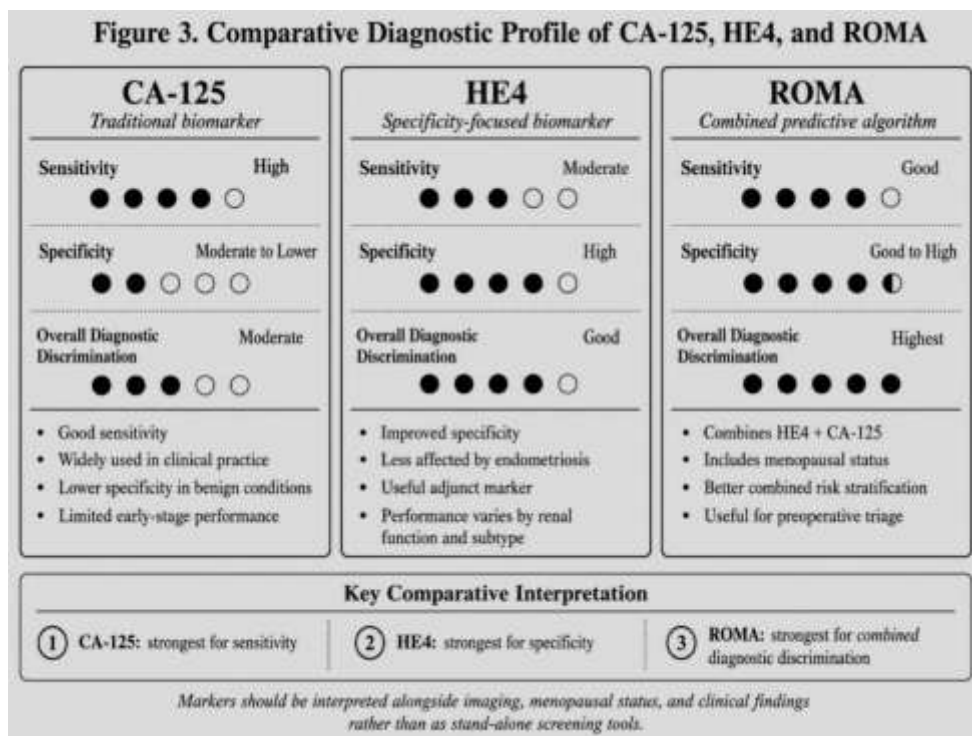 Figure 3. Comparative Diagnostic Profile of CA-125, HE4, and ROMA
CA-125
Traditional biomarker
Sensitivity High
Specificity Moderate to Lower
Overall Diagnostic
Discrimination Moderate
• Good sensitivity
• Widely used in clinical practice
• Lower specificity in benign conditions
• Limited early-stage performance
HE4
Specificity-focused biomarker
Sensitivity Moderate
Specificity High
Overall Diagnostic
Discrimination Good
• Improved specificity
• Less affected by endometriosis
• Useful adjunct marker
• Performance varies by renal
function and subtype
ROMA
Combined predictive algorithm
Sensitivity Good
Specificity Good to High
Overall Diagnostic
Discrimination Highest
• Combines HE4 + CA-125
• Includes menopausal status
• Better combined risk stratification
• Useful for preoperative triage
Key Comparative Interpretation
1 CA-125: strongest for sensitivity
2 HE4: strongest for specificity
3 ROMA: strongest for combined
diagnostic discrimination
Markers should be interpreted alongside imaging, menopausal status, and clinical findings
rather than as stand-alone screening tools.